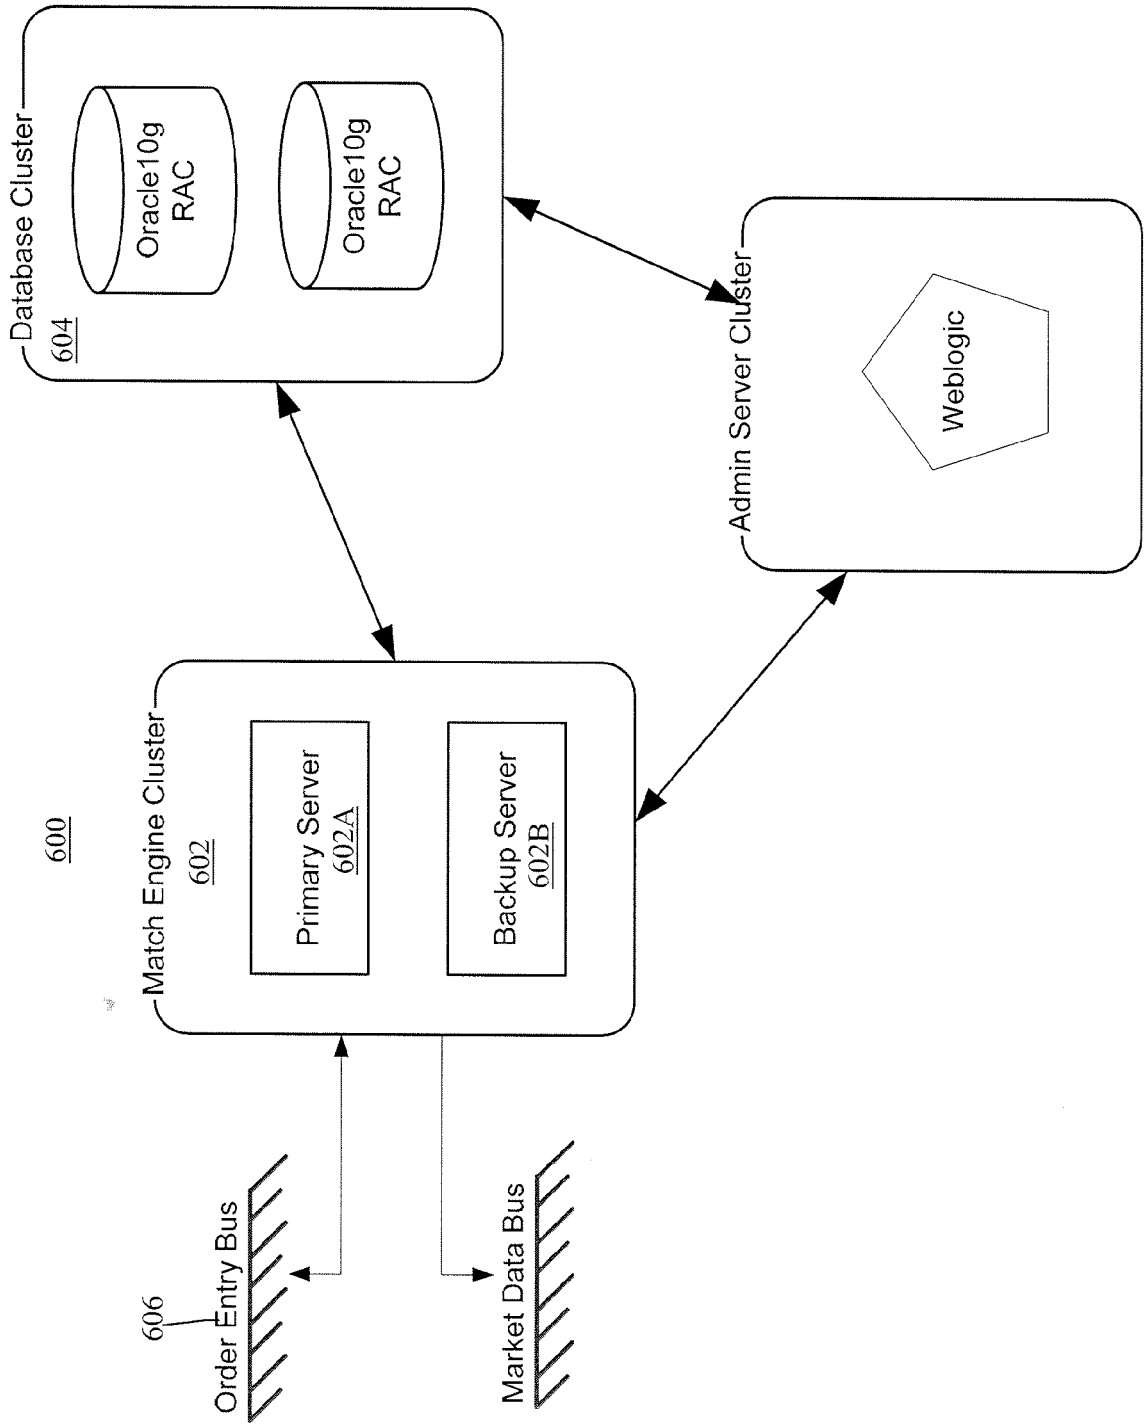 600
Match Engine Cluster
602
Primary Server
602A
Backup Server
602B
Database Cluster
604
Oracle10g
RAC
Oracle10g
RAC
606
Order Entry Bus
Market Data Bus
Admin Server Cluster
Weblogic